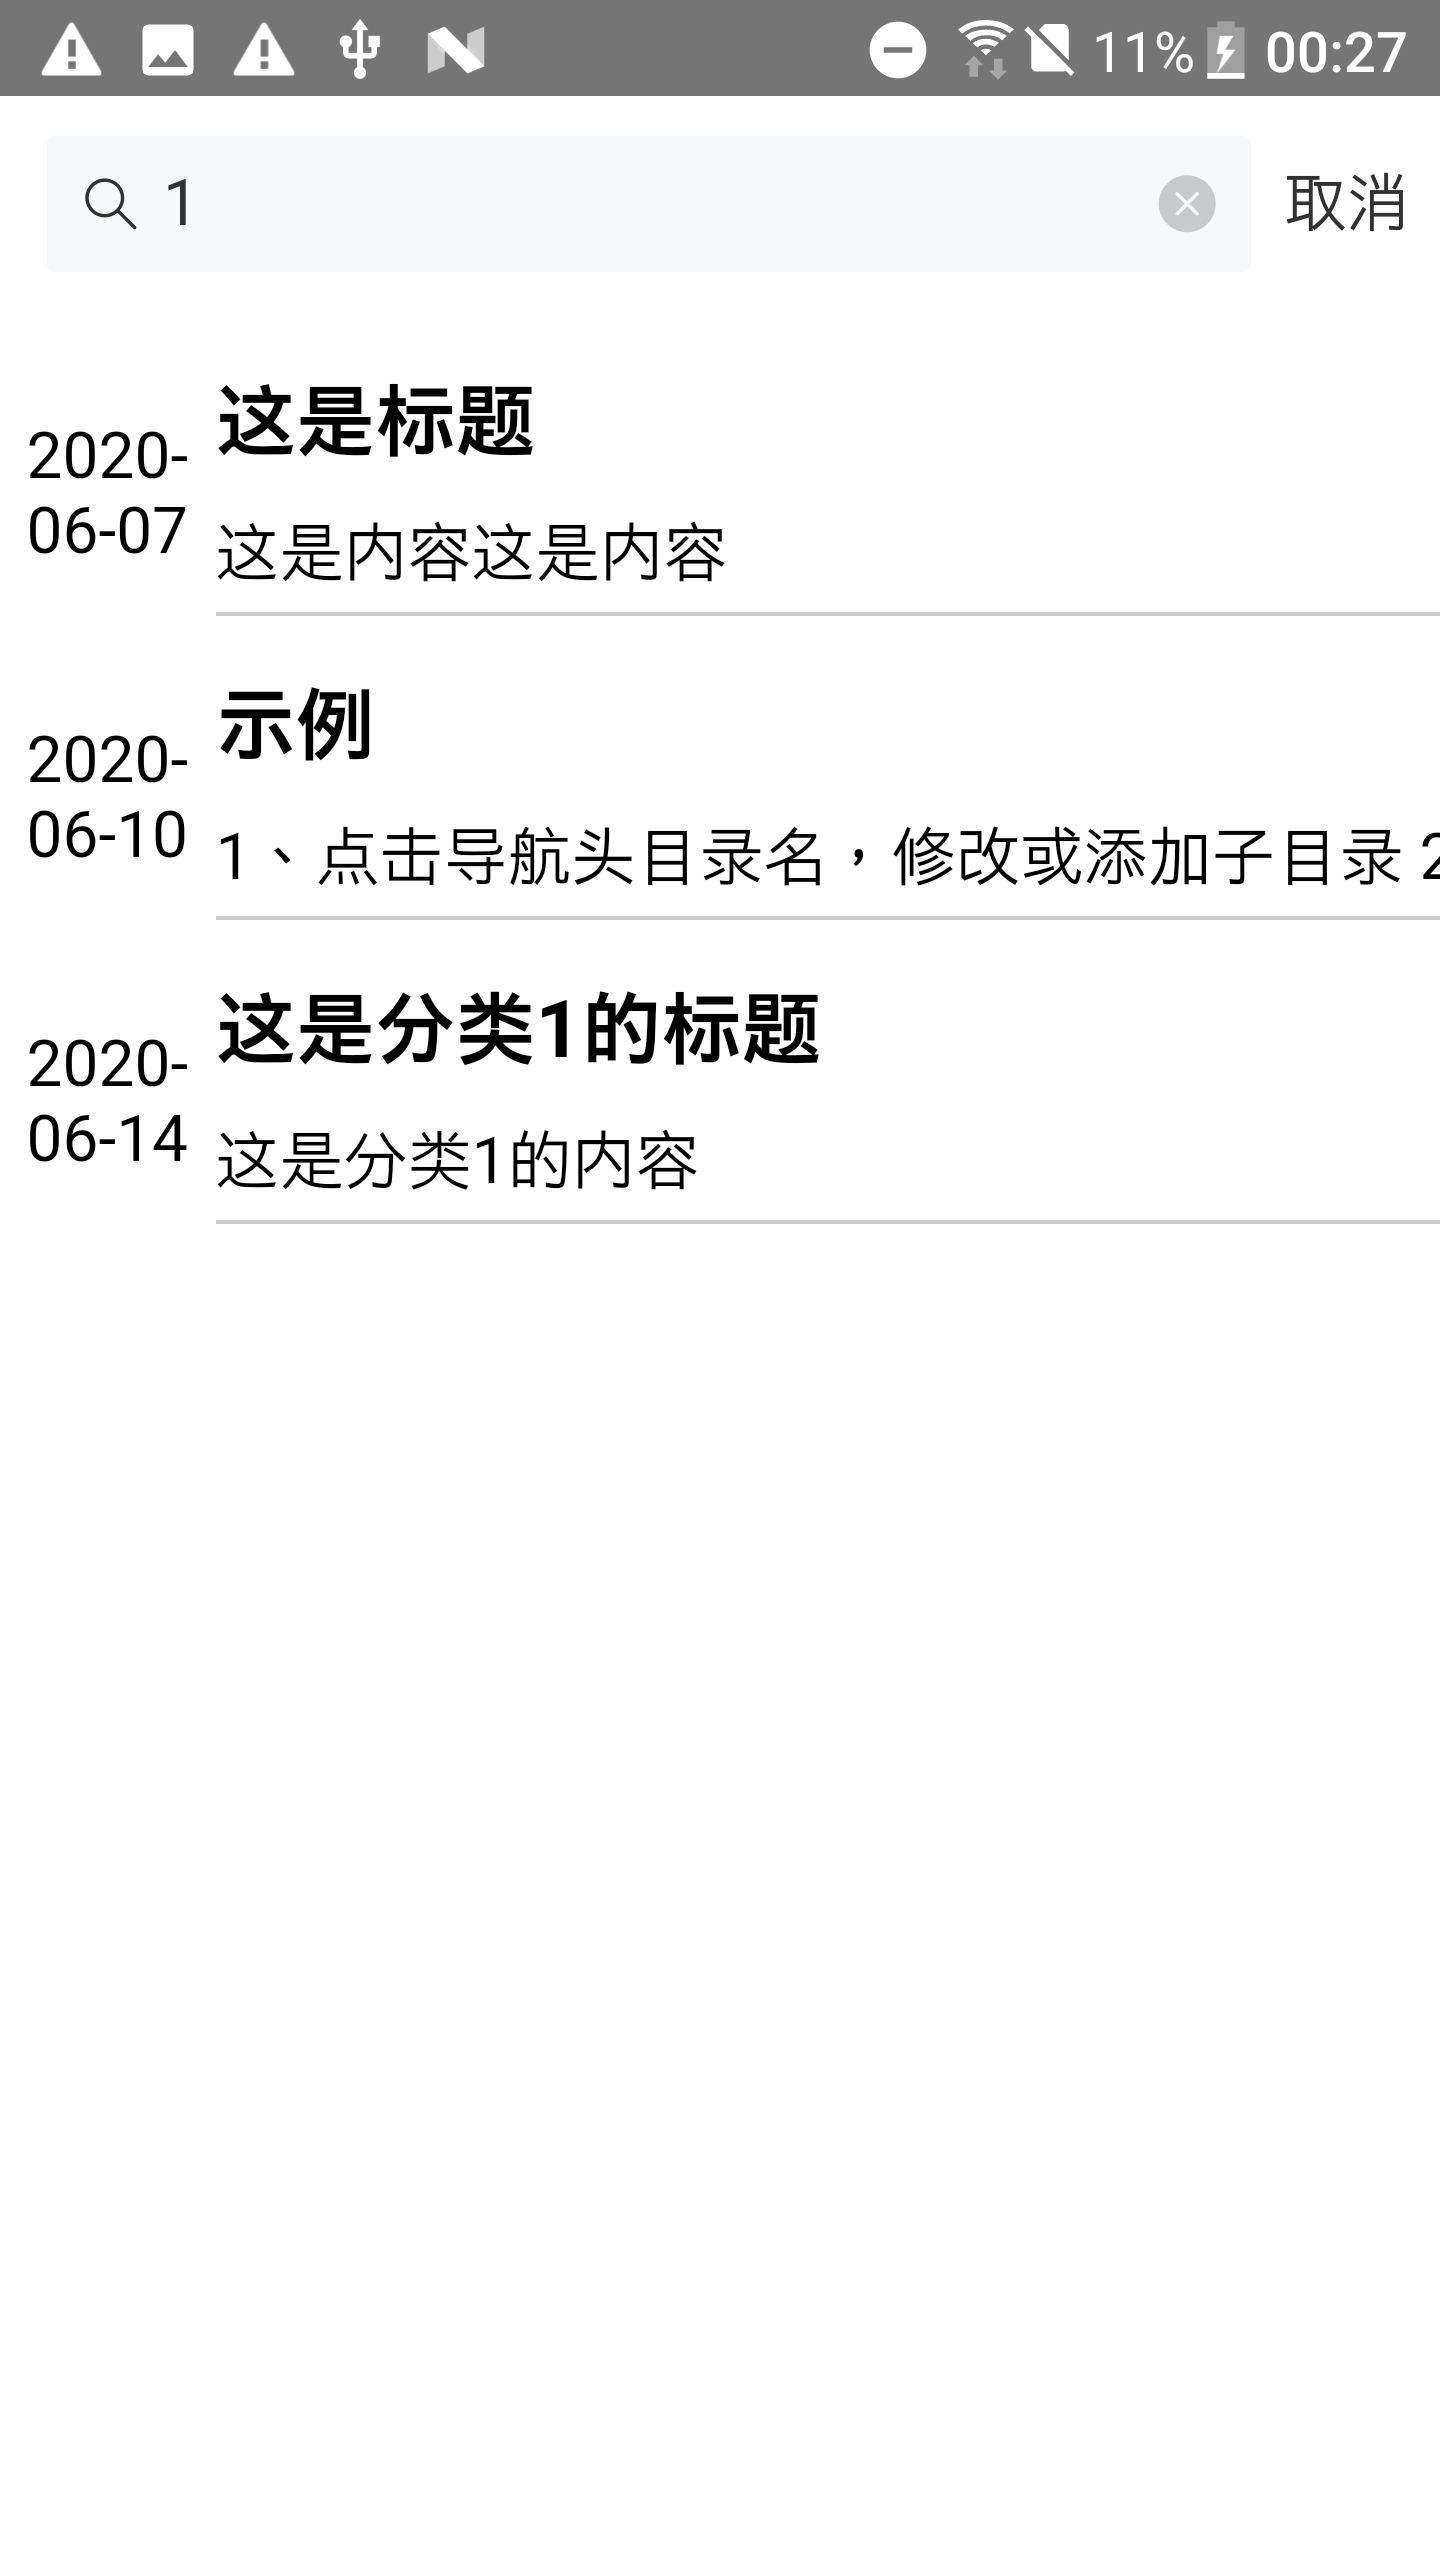 11% 00:27
1 取消
这是标题
2020-
06-07
这是内容这是内容
示例
2020-
06-10
1、点击导航头目录名，修改或添加子目录 2
这是分类1的标题
2020-
06-14
这是分类1的内容